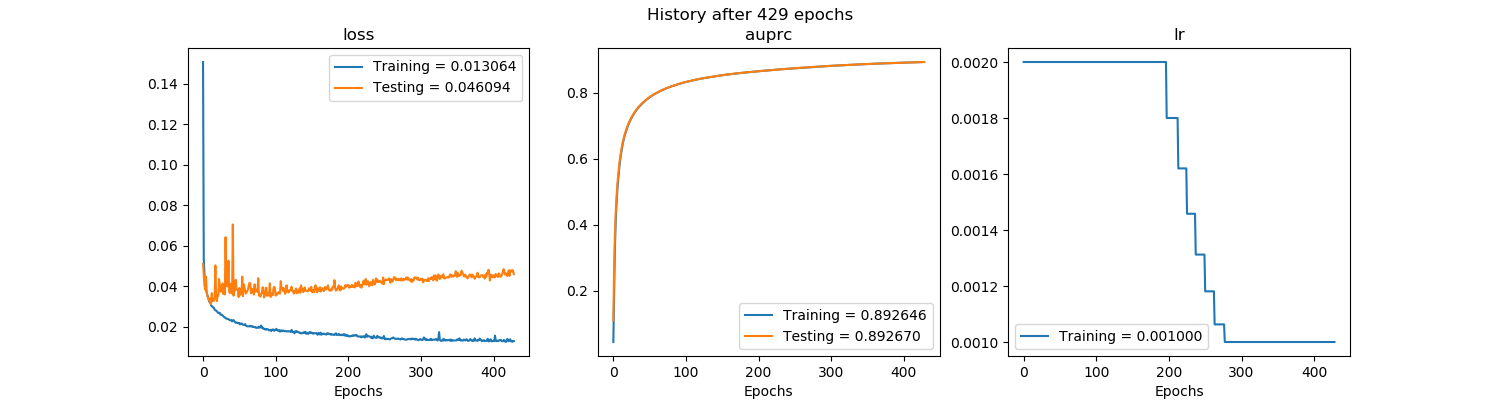 History after 429 epochs
loss
0.14
0.12
0.10
0.08
0.06
0.04
0.02
Training = 0.013064
Testing = 0.046094
0 100 200 300 400
Epochs
auprc
0.8
0.6
0.4
0.2
Training = 0.892646
Testing = 0.892670
0 100 200 300 400
Epochs
lr
0.0020
0.0018
0.0016
0.0014
0.0012
0.0010
Training = 0.001000
0 100 200 300 400
Epochs